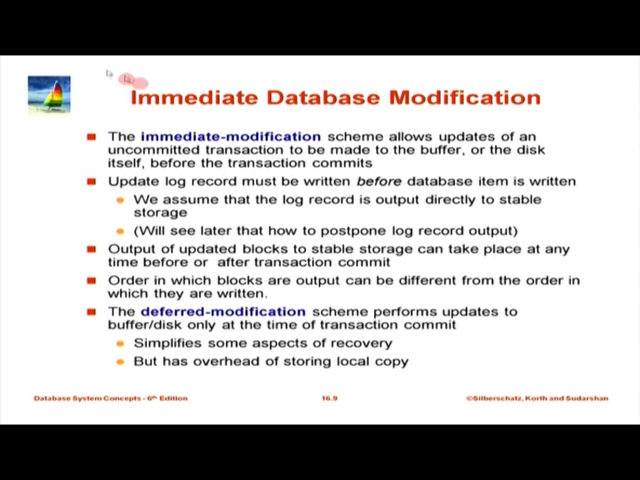 Immediate Database Modification
The immediate-modification scheme allows updates of an
uncommitted transaction to be made to the buffer, or the disk
itself, before the transaction commits
Update log record must be written before database item is written
We assume that the log record is output directly to stable
storage
(Will see later that how to postpone log record output)
Output of updated blocks to stable storage can take place at any
time before or after transaction commit
Order in which blocks are output can be different from the order in
which they are written.
The deferred-modification scheme performs updates to
buffer/disk only at the time of transaction commit
Simplifies some aspects of recovery
But has overhead of storing local copy
Database System Concepts - 6th Edition 16.9 ©Silberschatz, Korth and Sudarshan